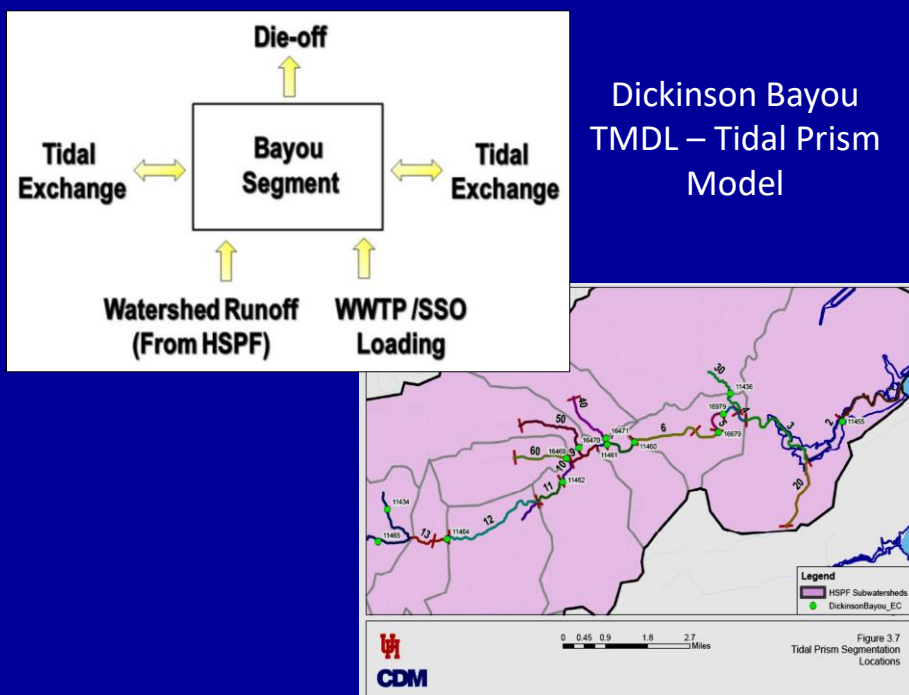 Die-off
Tidal
Exchange
Bayou
Segment
Tidal
Exchange
Watershed Runoff
(From HSPF)
WWTP /SSO
Loading
Dickinson Bayou
TMDL – Tidal Prism
Model
30
11436
40
16979
4
5
16679
50
16471
6
3
2
11455
16470
11461
11460
60
16469
9
10
11462
20
11
11434
12
11465
13
11464
Legend
HSPF Subwatersheds
DickinsonBayou_EC
0 0.45 0.9 1.8 2.7
Miles
Figure 3.7
Tidal Prism Segmentation
Locations
UH
CDM